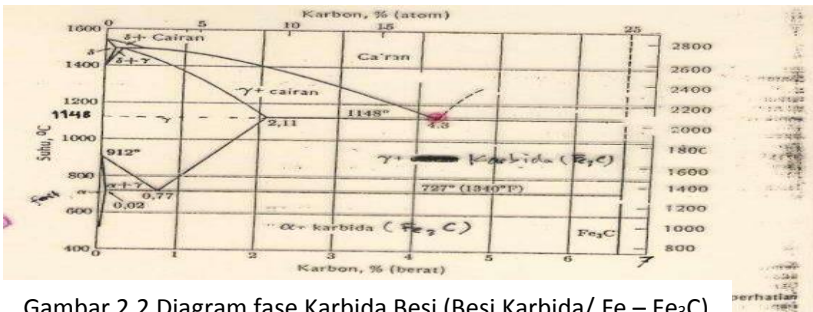 Karbon, % (atom)
0 5 10 15 25
1600
δ + Cairan
δ
Cairan
2800
1400
δ+γ
2600
γ + cairan
2400
1200
2200
1148
1148°
2,11
4.3
2000
1000
Suhu, °C
912°
γ + Karbida (Fe₃C)
1800
1600
800
α+γ
0,77
727° (1340°F)
1400
0,02
1200
600
α + karbida (Fe₃C)
Fe₃C
1000
400
800
0 1 2 3 4 5 6 7
Karbon, % (berat)
Gambar 2.2 Diagram fase Karbida Besi (Besi Karbida/ Fe – Fe₃C)
perhatian